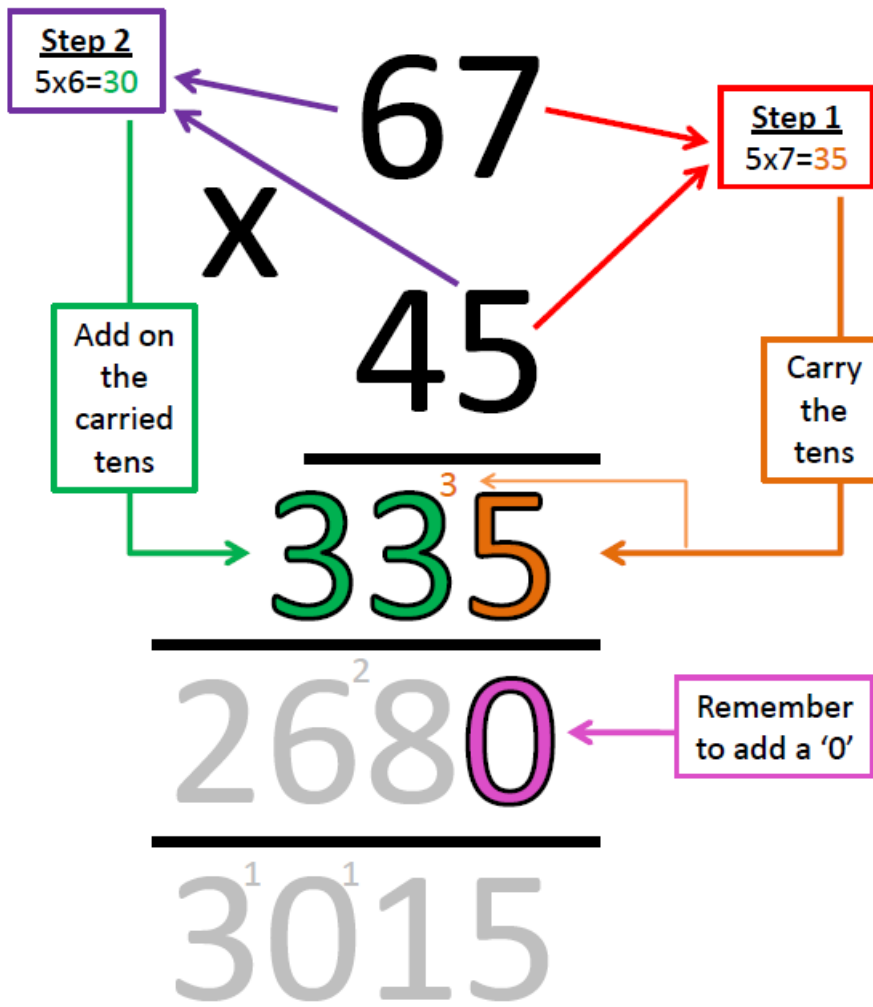 Step 2
5x6=30
67
Step 1
5x7=35
x
45
Add on
the
carried
tens
Carry
the
tens
3
335
2
2680
Remember
to add a ‘0’
1 1
3015